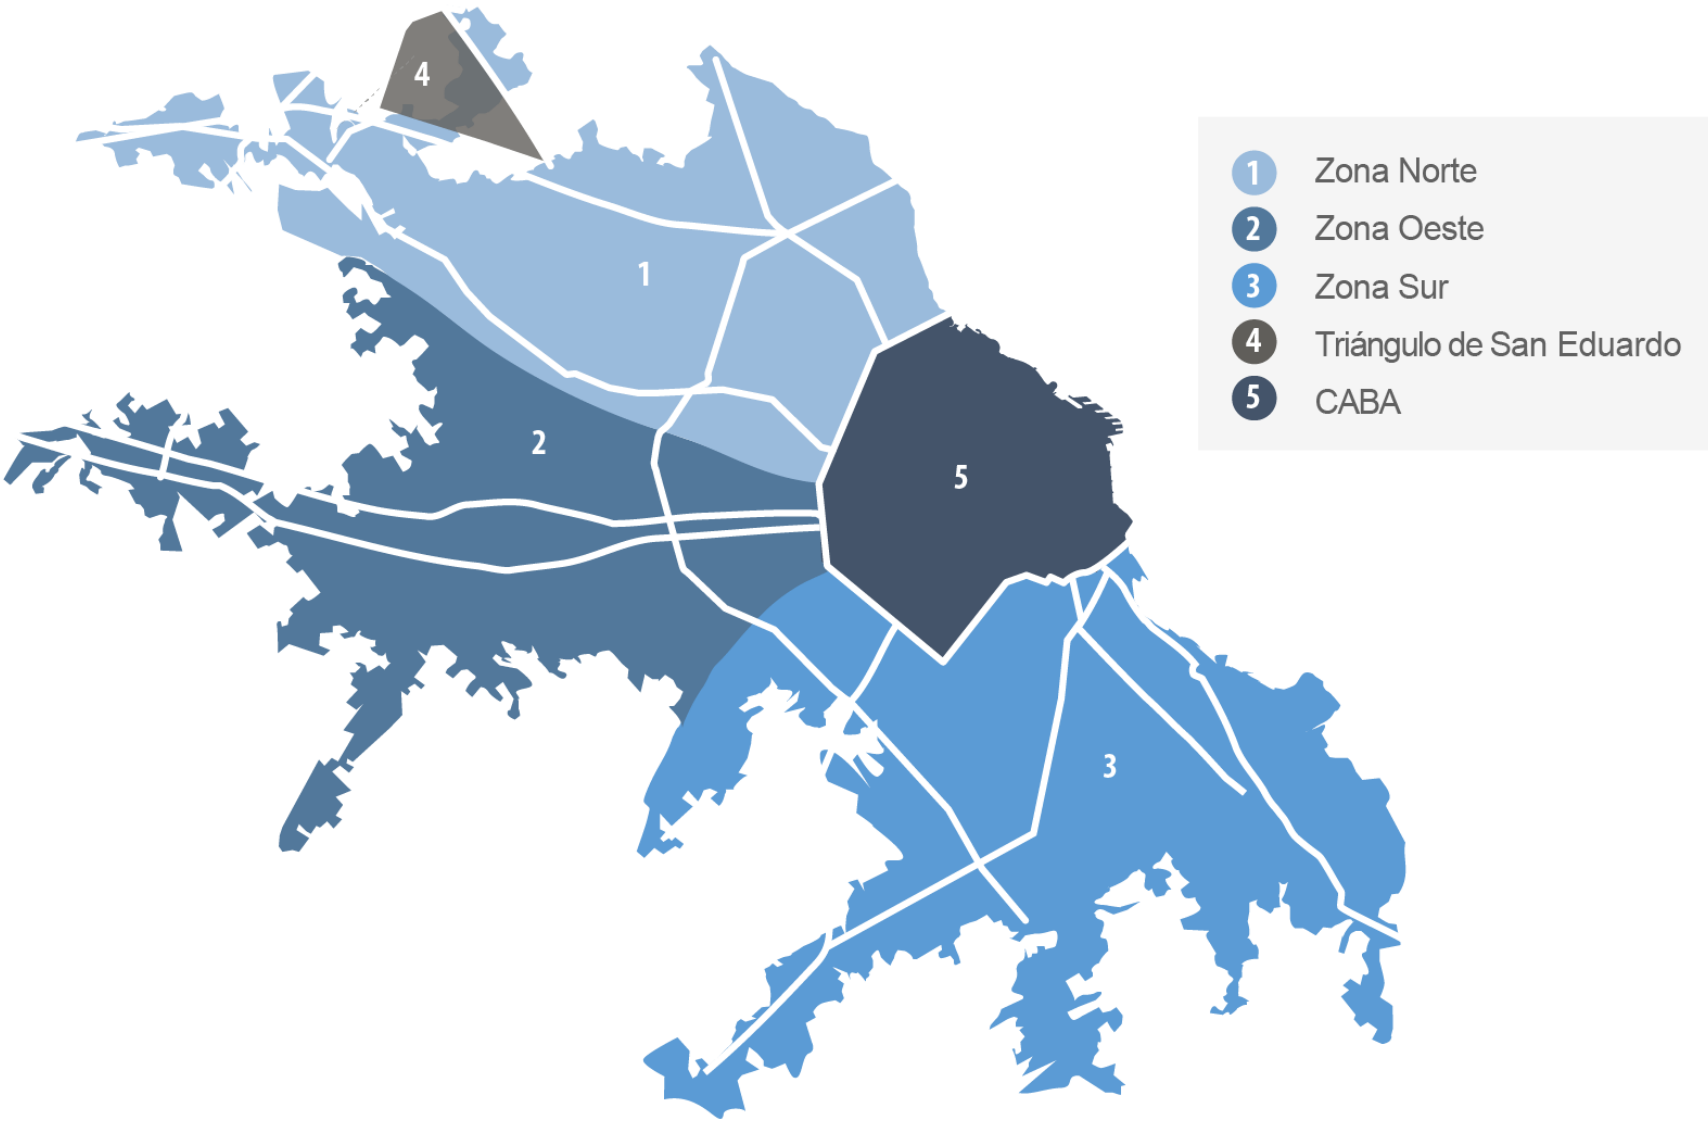 4
1
2
5
3
1 Zona Norte
2 Zona Oeste
3 Zona Sur
4 Triángulo de San Eduardo
5 CABA